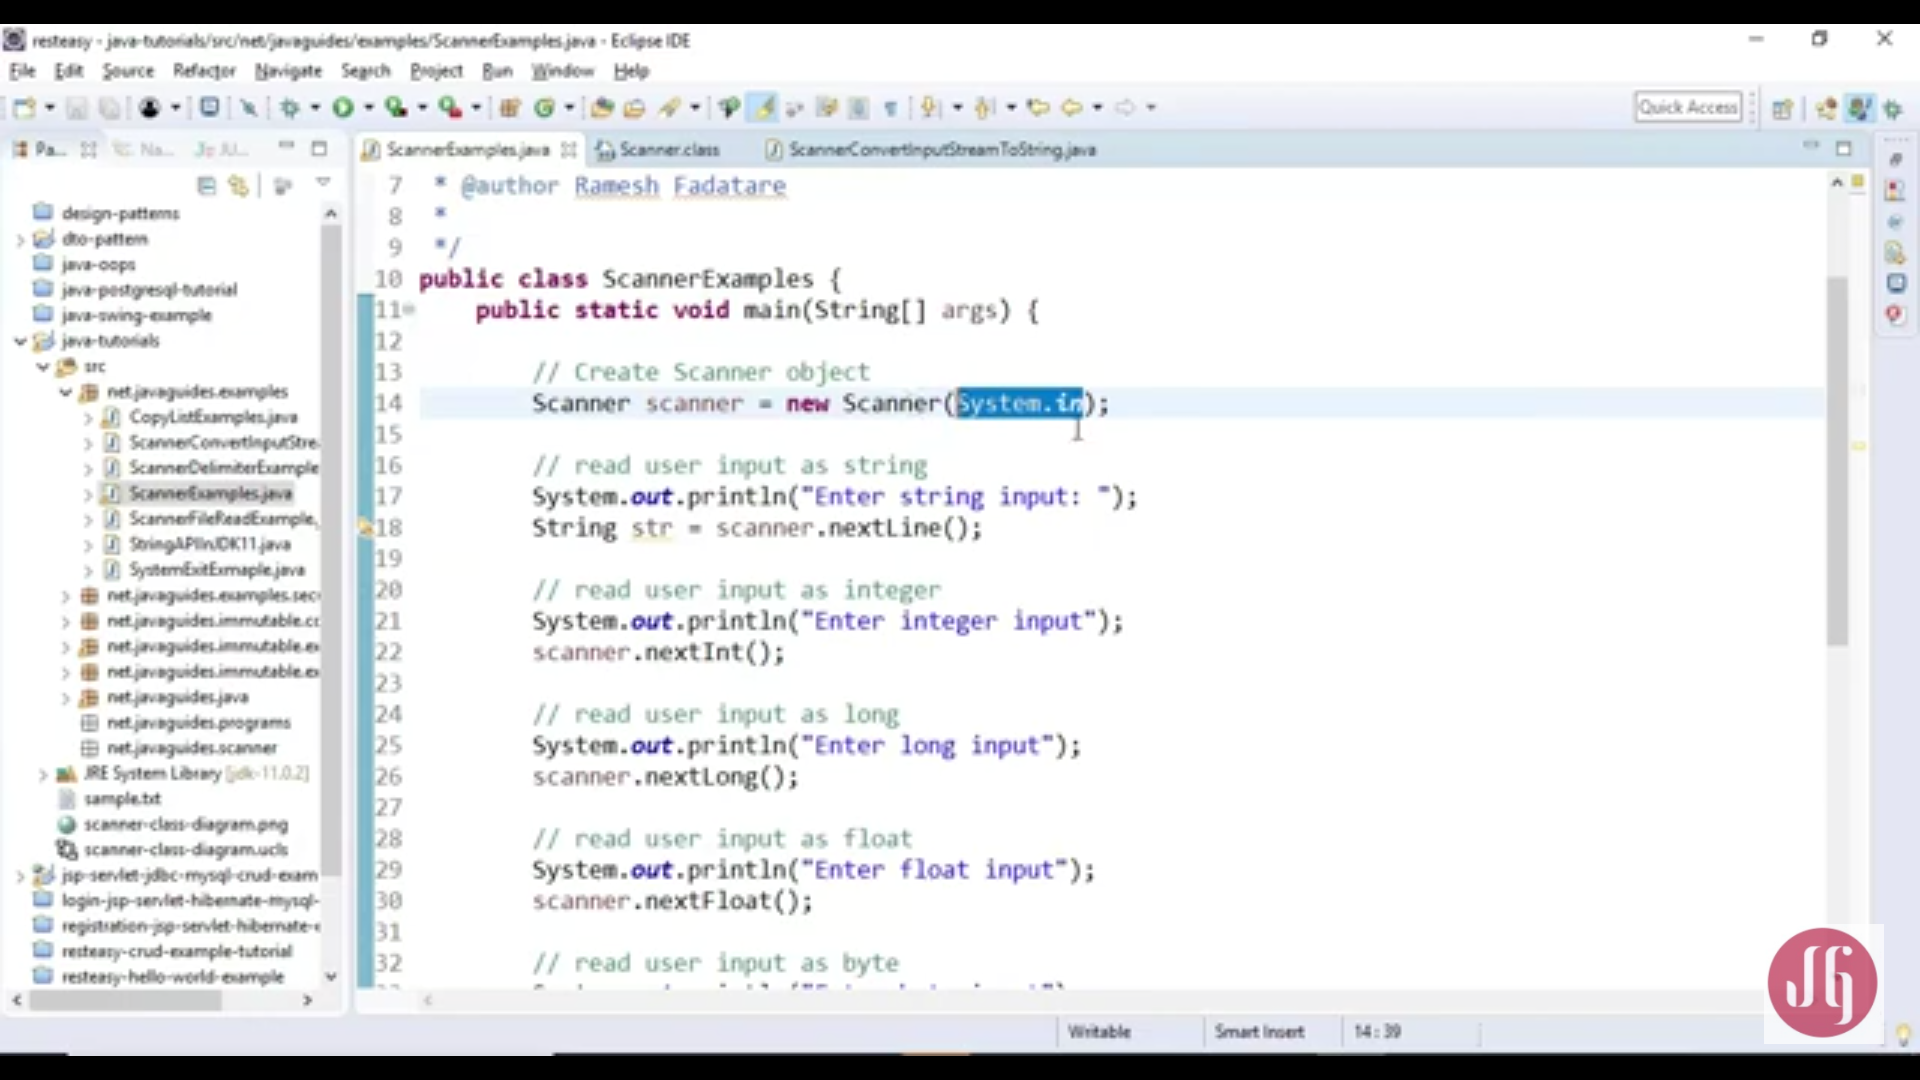 resteasy - java-tutorials/src/net/javaguides/examples/ScannerExamples.java - Eclipse IDE
File Edit Source Refactor Navigate Search Project Run Window Help
Quick Access
Pa... Na... Ju JU...
ScannerExamples.java Scanner.class ScannerConvertInputStreamToString.java
design-patterns
dto-pattern
java-oops
java-postgresql-tutorial
java-swing-example
java-tutorials
src
net.javaguides.examples
CopyListExamples.java
ScannerConvertInputStre
ScannerDelimiterExample
ScannerExamples.java
ScannerFileReadExample.
StringAPIInJDK11.java
SystemExitExmaple.java
net.javaguides.examples.sec
net.javaguides.immutable.cc
net.javaguides.immutable.ex
net.javaguides.immutable.ex
net.javaguides.java
net.javaguides.programs
net.javaguides.scanner
JRE System Library [jdk-11.0.2]
sample.txt
scanner-class-diagram.png
scanner-class-diagram.ucls
jsp-servlet-jdbc-mysql-crud-exam
login-jsp-servlet-hibernate-mysql-
registration-jsp-servlet-hibernate-e
resteasy-crud-example-tutorial
resteasy-hello-world-example
7 * @author Ramesh Fadatare
8 *
9 */
10 public class ScannerExamples {
11 public static void main(String[] args) {
12
13 // Create Scanner object
14 Scanner scanner = new Scanner(System.in);
15
16 // read user input as string
17 System.out.println("Enter string input: ");
18 String str = scanner.nextLine();
19
20 // read user input as integer
21 System.out.println("Enter integer input");
22 scanner.nextInt();
23
24 // read user input as long
25 System.out.println("Enter long input");
26 scanner.nextLong();
27
28 // read user input as float
29 System.out.println("Enter float input");
30 scanner.nextFloat();
31
32 // read user input as byte
Writable Smart Insert 14 : 39
JG